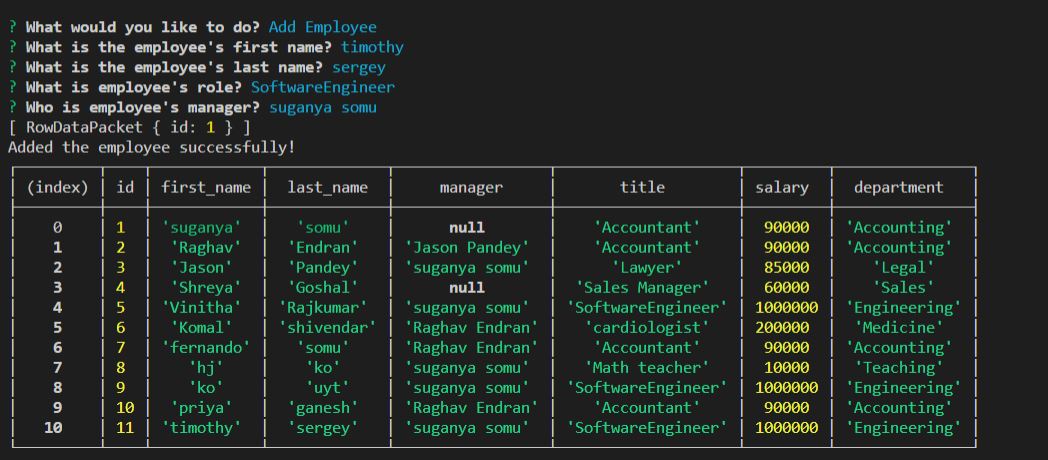 ? What would you like to do? Add Employee
? What is the employee's first name? timothy
? What is the employee's last name? sergey
? What is employee's role? SoftwareEngineer
? Who is employee's manager? suganya somu
[ RowDataPacket { id: 1 } ]
Added the employee successfully!
(index) id first_name last_name manager title salary department
0 1 'suganya' 'somu' null 'Accountant' 90000 'Accounting'
1 2 'Raghav' 'Endran' 'Jason Pandey' 'Accountant' 90000 'Accounting'
2 3 'Jason' 'Pandey' 'suganya somu' 'Lawyer' 85000 'Legal'
3 4 'Shreya' 'Goshal' null 'Sales Manager' 60000 'Sales'
4 5 'Vinitha' 'Rajkumar' 'suganya somu' 'SoftwareEngineer' 1000000 'Engineering'
5 6 'Komal' 'shivendar' 'Raghav Endran' 'cardiologist' 200000 'Medicine'
6 7 'fernando' 'somu' 'Raghav Endran' 'Accountant' 90000 'Accounting'
7 8 'hj' 'ko' 'suganya somu' 'Math teacher' 10000 'Teaching'
8 9 'ko' 'uyt' 'suganya somu' 'SoftwareEngineer' 1000000 'Engineering'
9 10 'priya' 'ganesh' 'Raghav Endran' 'Accountant' 90000 'Accounting'
10 11 'timothy' 'sergey' 'suganya somu' 'SoftwareEngineer' 1000000 'Engineering'